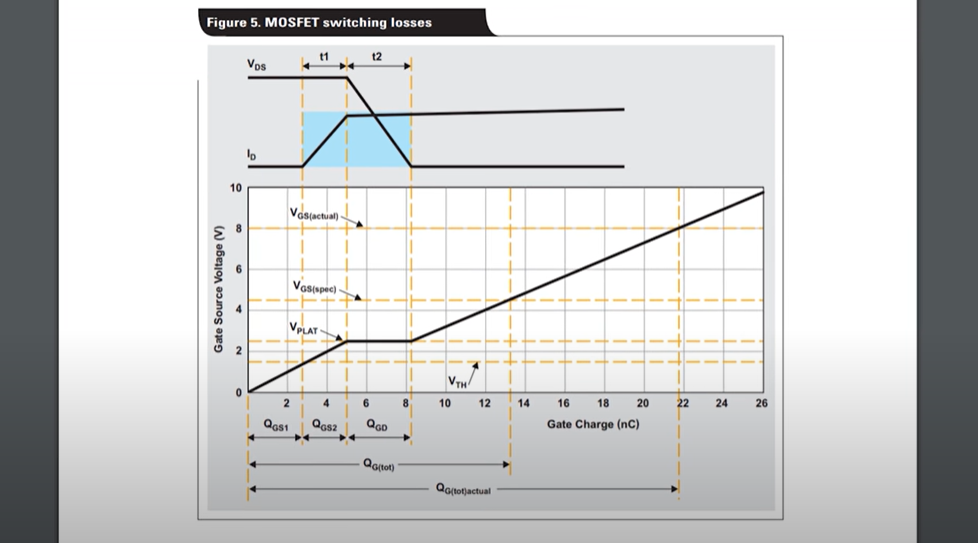 Figure 5. MOSFET switching losses
VDS
t1
t2
ID
Gate Source Voltage (V)
10
8
6
4
2
0
VGS(actual)
VGS(spec)
VPLAT
VTH
2
4
6
8
10
12
14
16
18
20
22
24
26
Gate Charge (nC)
QGS1
QGS2
QGD
QG(tot)
QG(tot)actual